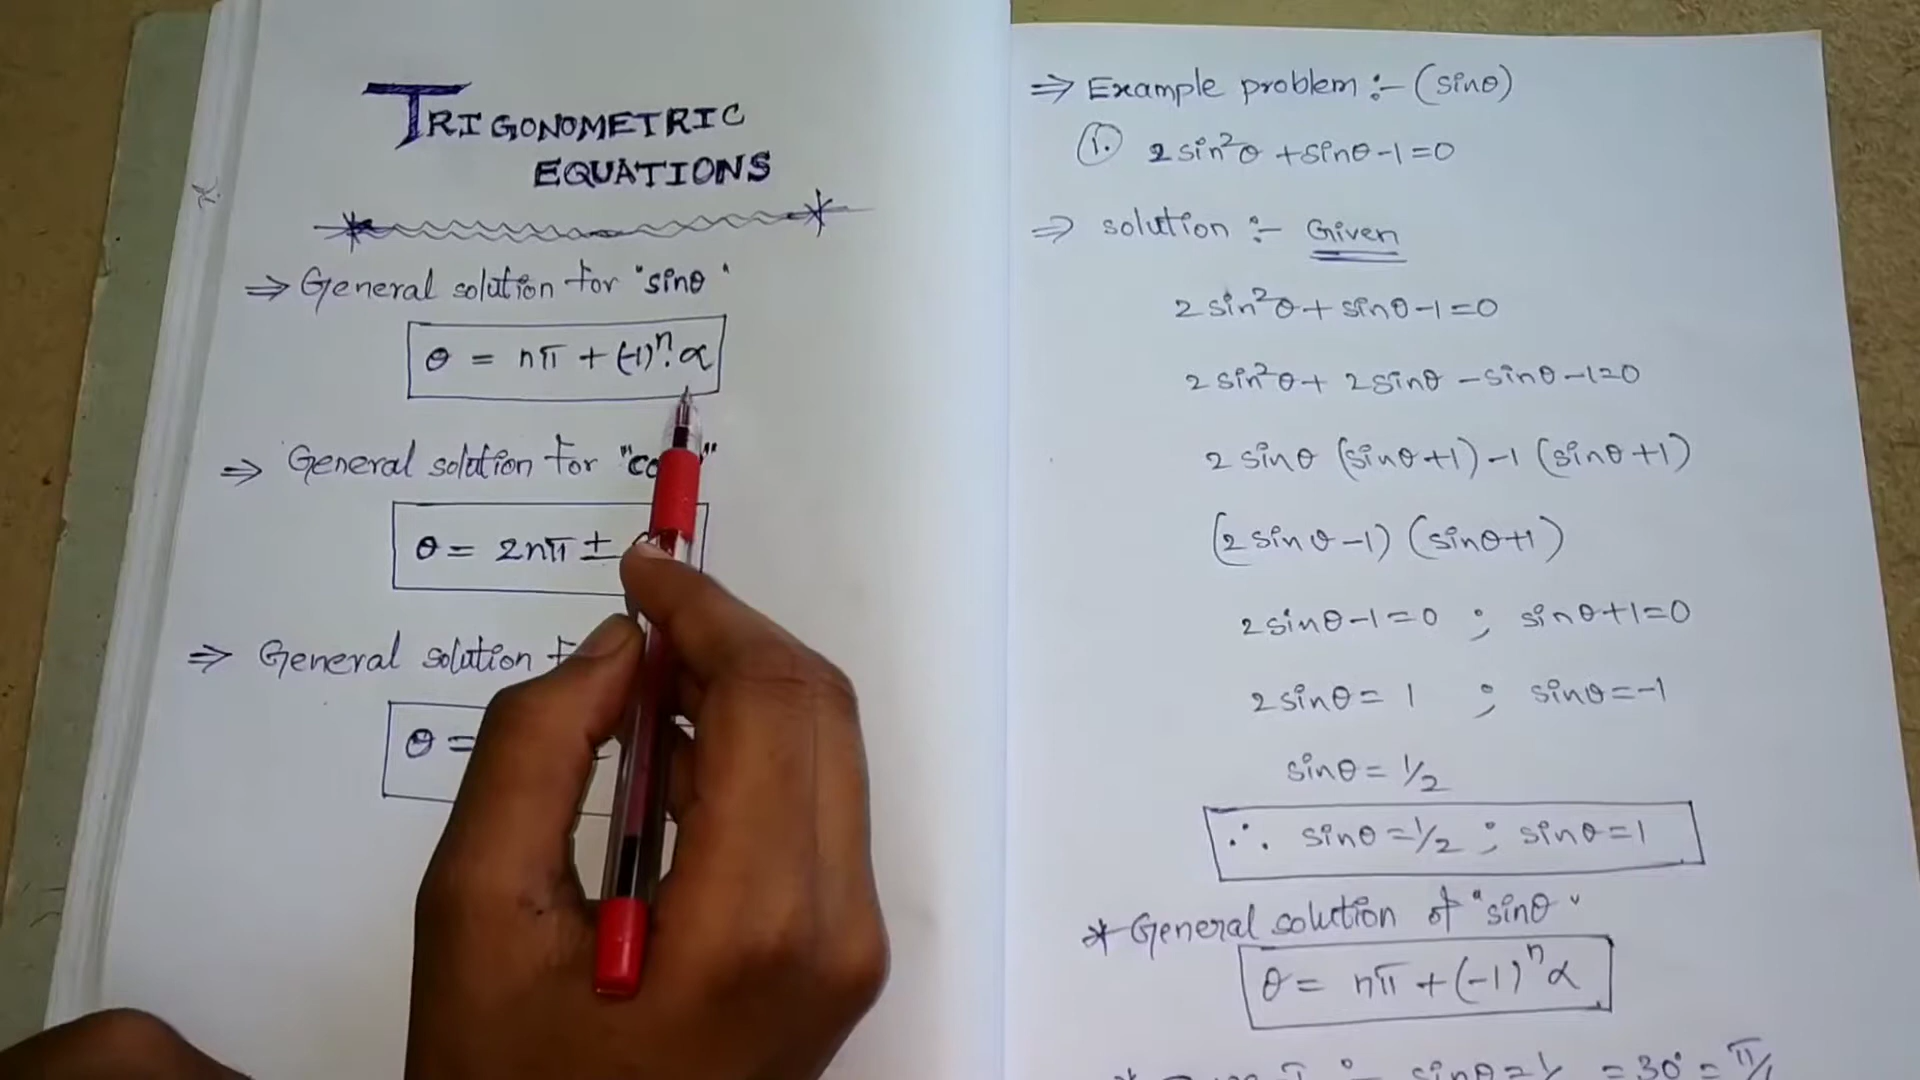 TRIGONOMETRIC
EQUATIONS
⇒ General solution for "sinθ"
θ = nπ + (-1)ⁿ.α
⇒ General solution for
θ = 2nπ ±
⇒ General solution
θ =
⇒ Example problem :- (sinθ)
1. 2sin²θ + sinθ-1=0
⇒ solution :- Given
2sin²θ + sinθ-1=0
2sin²θ + 2sinθ - sinθ-1=0
2sinθ (sinθ+1) -1 (sinθ+1)
(2sinθ-1) (sinθ+1)
2sinθ-1=0 ; sinθ+1=0
2sinθ = 1 ; sinθ=-1
sinθ = 1/2
∴ sinθ = 1/2 ; sinθ = 1
* General solution of "sinθ"
θ = nπ + (-1)ⁿα
= 30° =